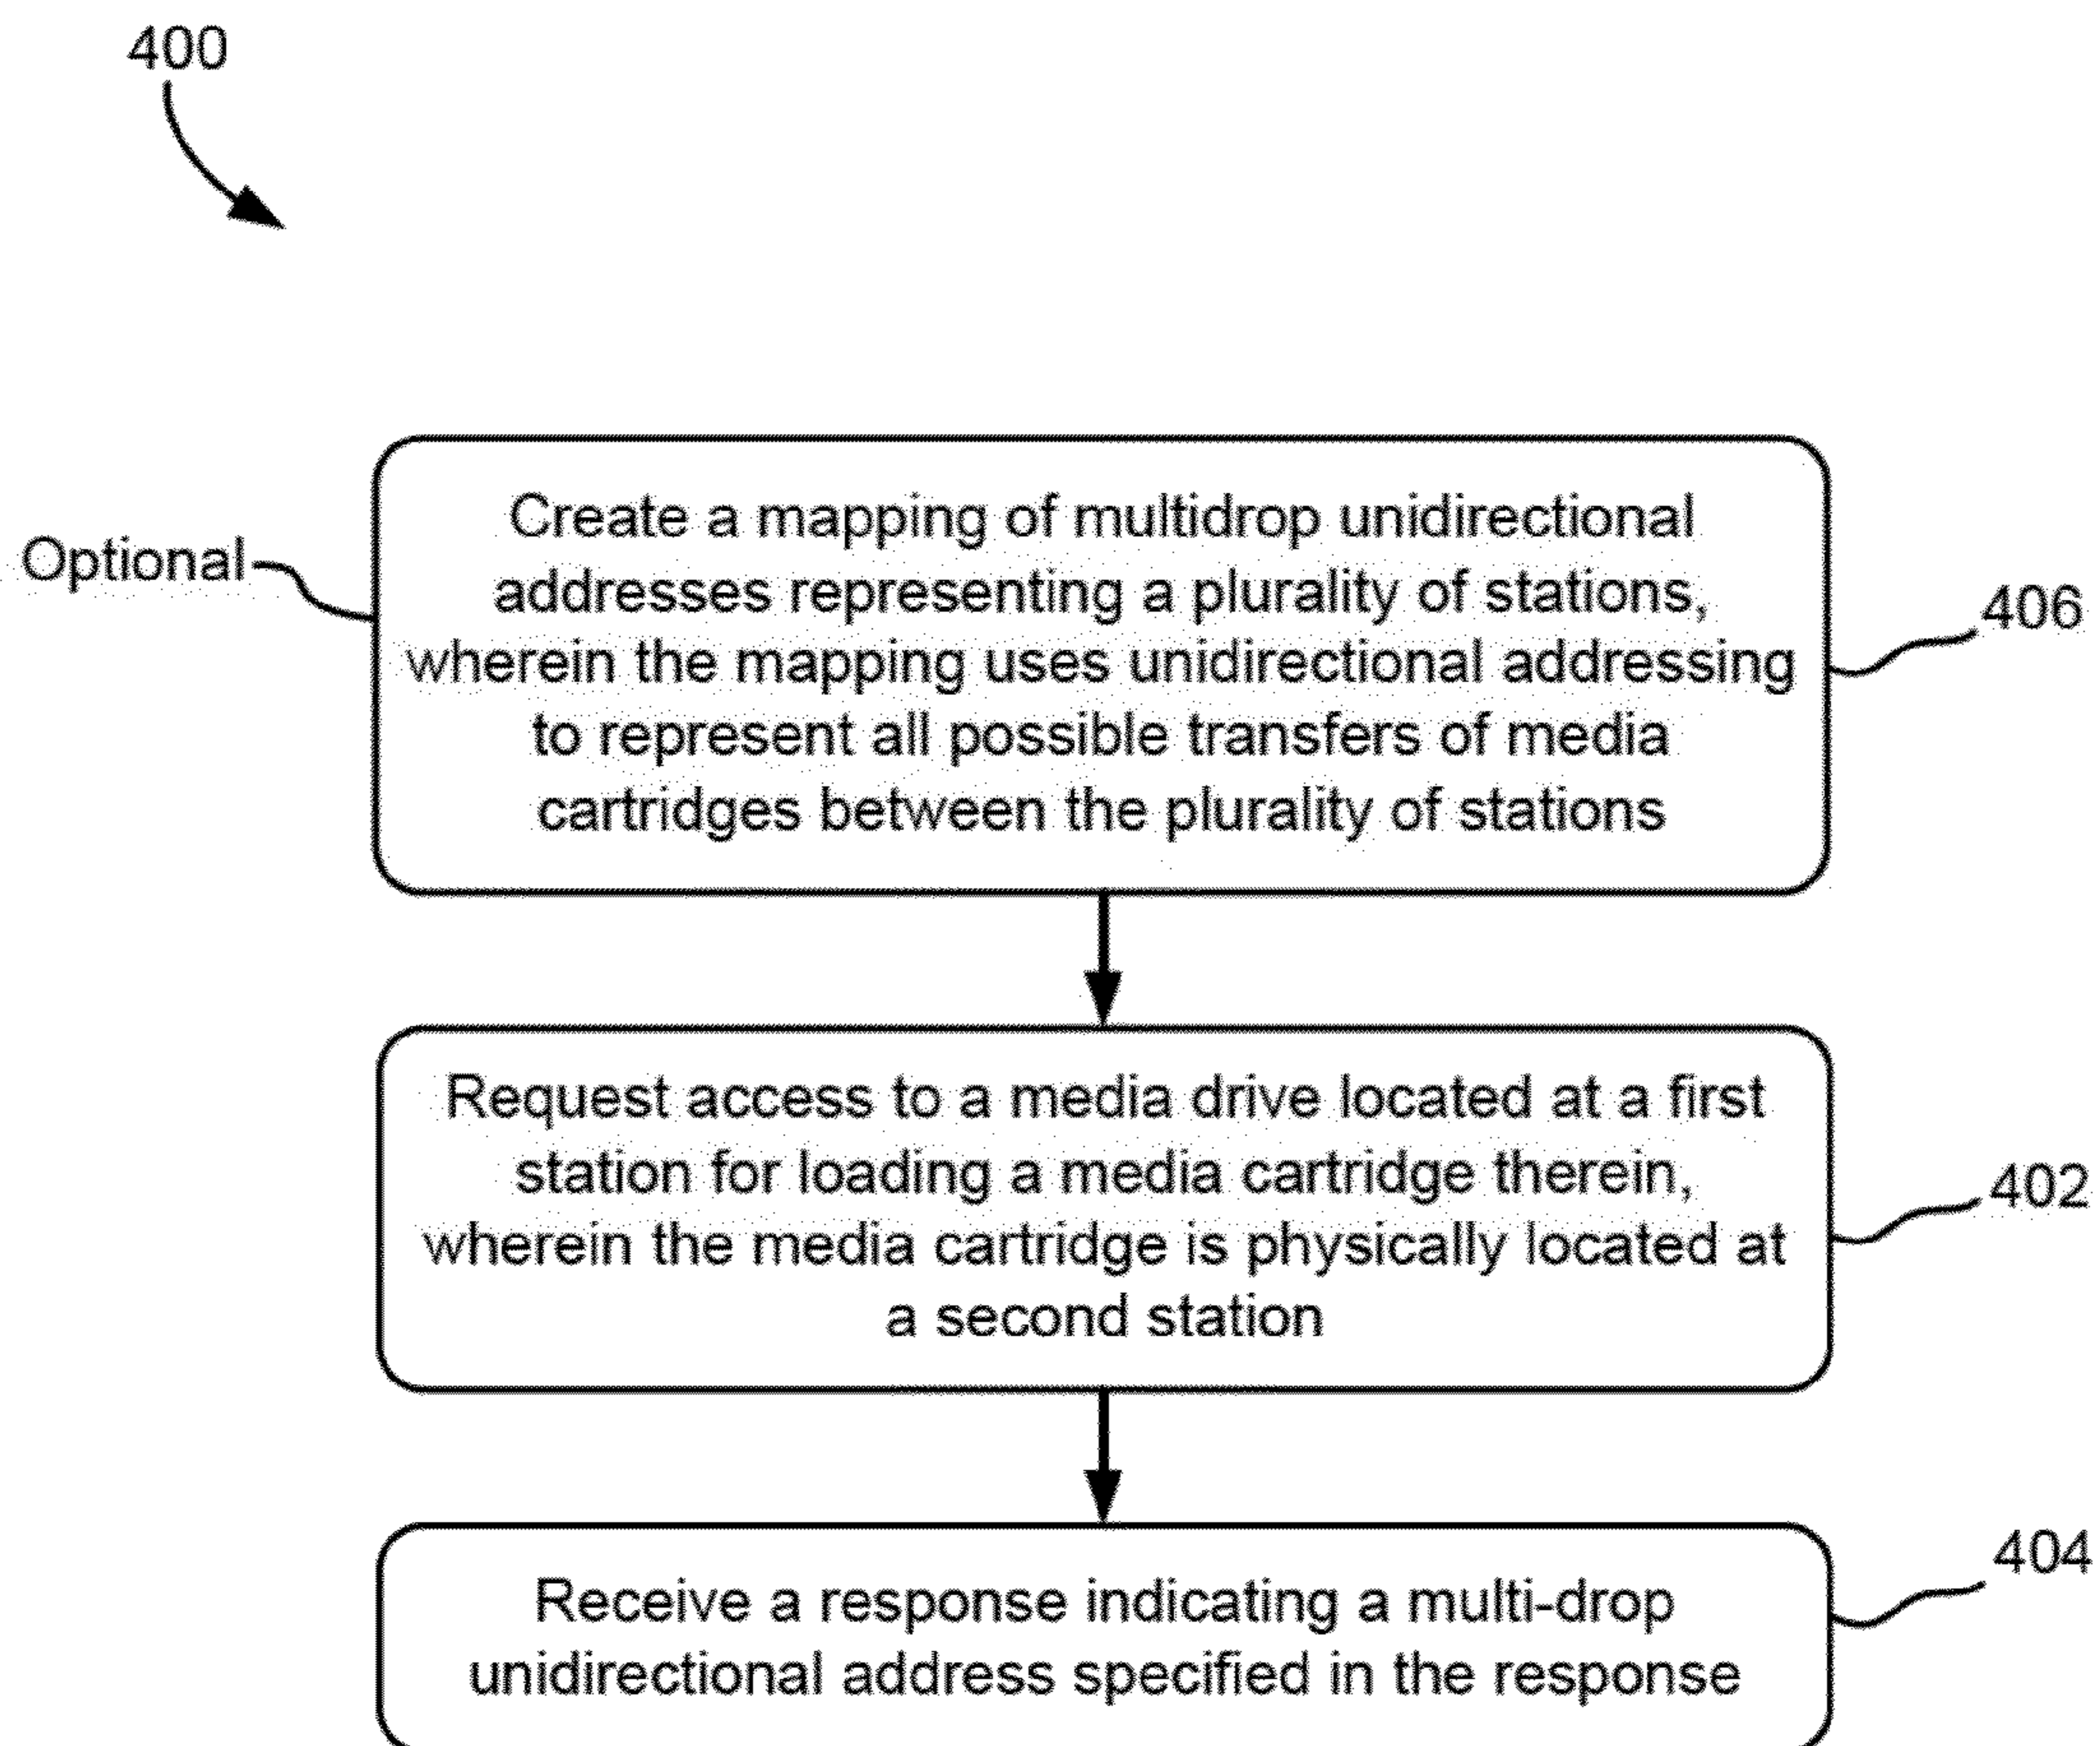 400
Optional
Create a mapping of multidrop unidirectional
addresses representing a plurality of stations,
wherein the mapping uses unidirectional addressing
to represent all possible transfers of media
cartridges between the plurality of stations
406
Request access to a media drive located at a first
station for loading a media cartridge therein,
wherein the media cartridge is physically located at
a second station
402
Receive a response indicating a multi-drop
unidirectional address specified in the response
404